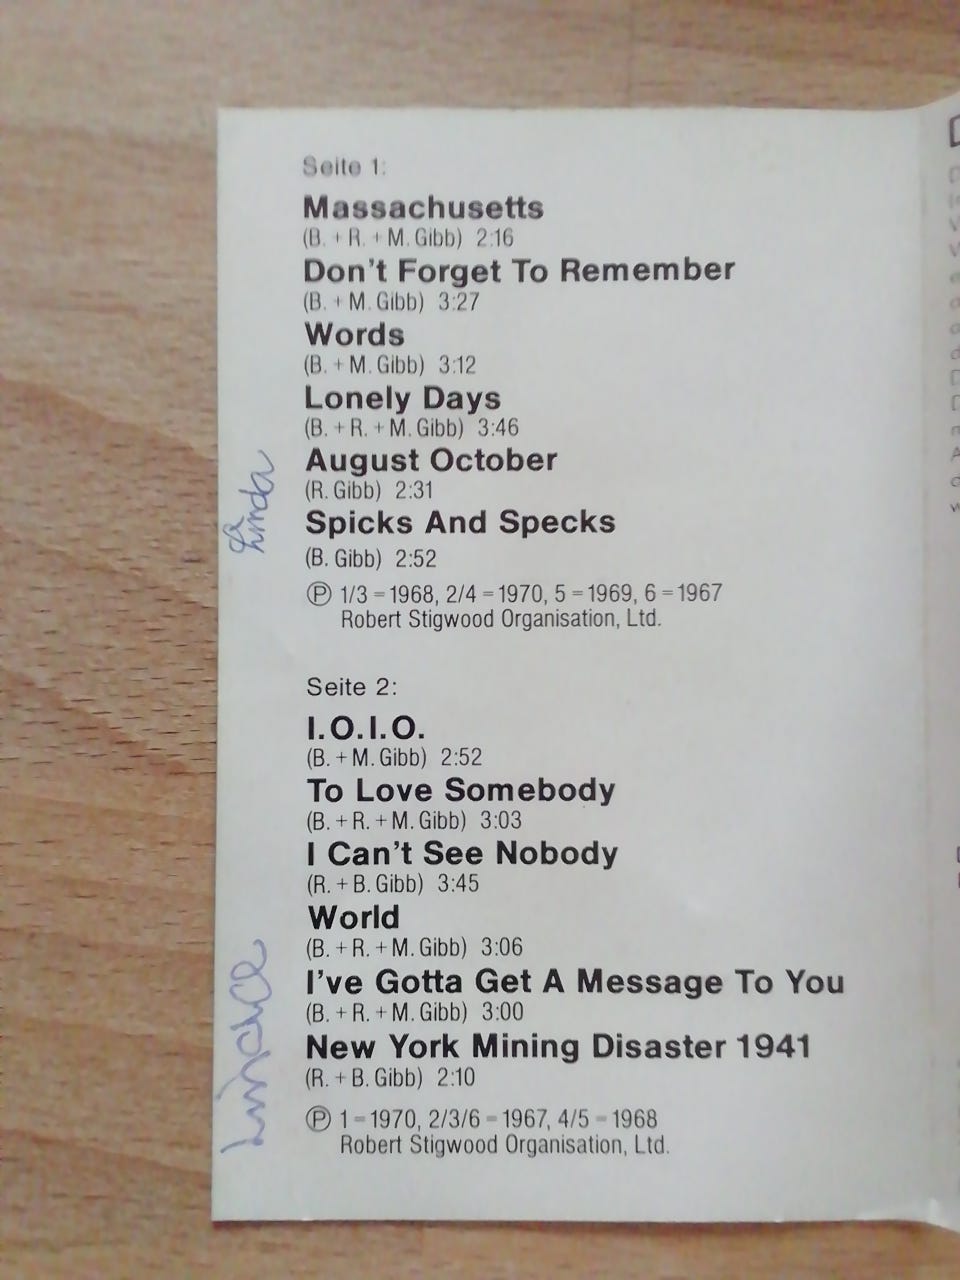 Seite 1:
Massachusetts
(B. + R. + M. Gibb) 2:16
Don't Forget To Remember
(B. + M. Gibb) 3:27
Words
(B. + M. Gibb) 3:12
Lonely Days
(B. + R. + M. Gibb) 3:46
August October
(R. Gibb) 2:31
Spicks And Specks
(B. Gibb) 2:52
Ⓟ 1/3 = 1968, 2/4 = 1970, 5 = 1969, 6 = 1967
Robert Stigwood Organisation, Ltd.
Linda
Seite 2:
I.O.I.O.
(B. + M. Gibb) 2:52
To Love Somebody
(B. + R. + M. Gibb) 3:03
I Can't See Nobody
(R. + B. Gibb) 3:45
World
(B. + R. + M. Gibb) 3:06
I've Gotta Get A Message To You
(B. + R. + M. Gibb) 3:00
New York Mining Disaster 1941
(R. + B. Gibb) 2:10
Ⓟ 1 = 1970, 2/3/6 = 1967, 4/5 = 1968
Robert Stigwood Organisation, Ltd.